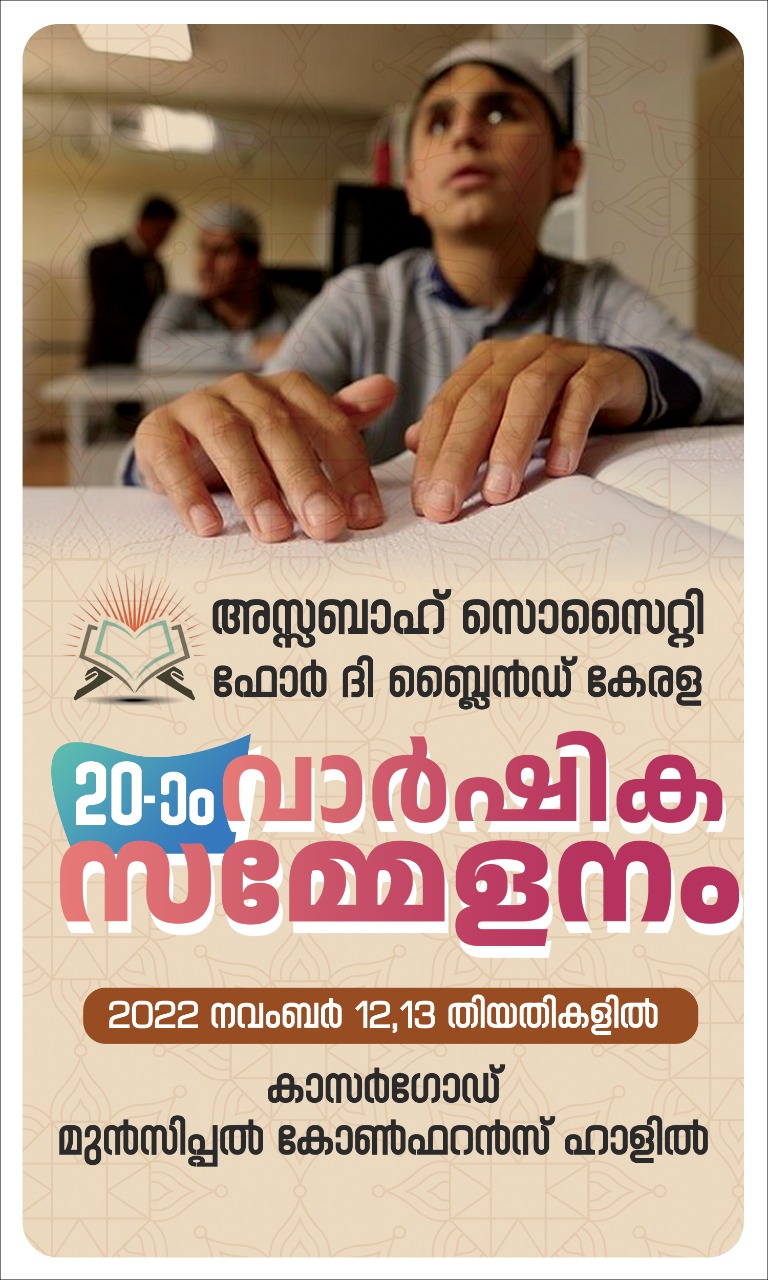 അസ്സബാഹ് സൊസൈറ്റി
ഫോർ ദി ബ്ലൈൻഡ് കേരള
20-ാം വാർഷിക
സമ്മേളനം
2022 നവംബർ 12,13 തിയതികളിൽ
കാസർഗോഡ്
മുൻസിപ്പൽ കോൺഫറൻസ് ഹാളിൽ